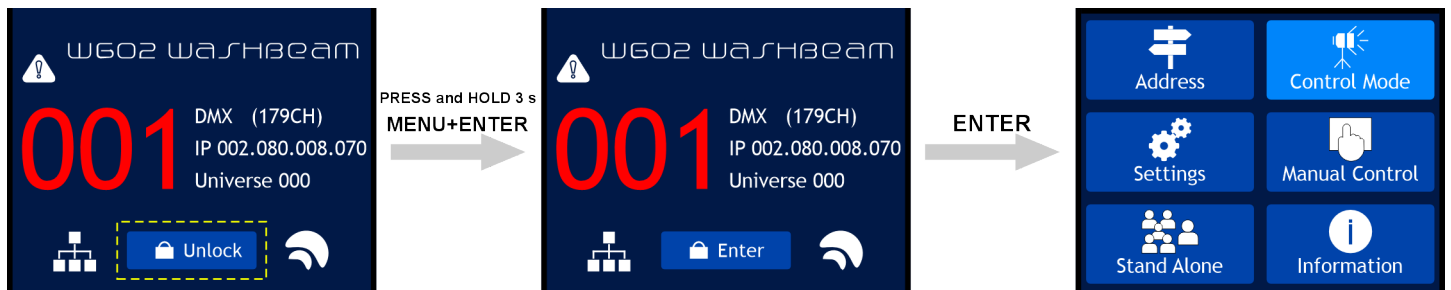 WG02 WASHBEAM
001
DMX (179CH)
IP 002.080.008.070
Universe 000
Unlock
PRESS and HOLD 3 s
MENU+ENTER
WG02 WASHBEAM
001
DMX (179CH)
IP 002.080.008.070
Universe 000
Enter
ENTER
Address
Control Mode
Settings
Manual Control
Stand Alone
Information